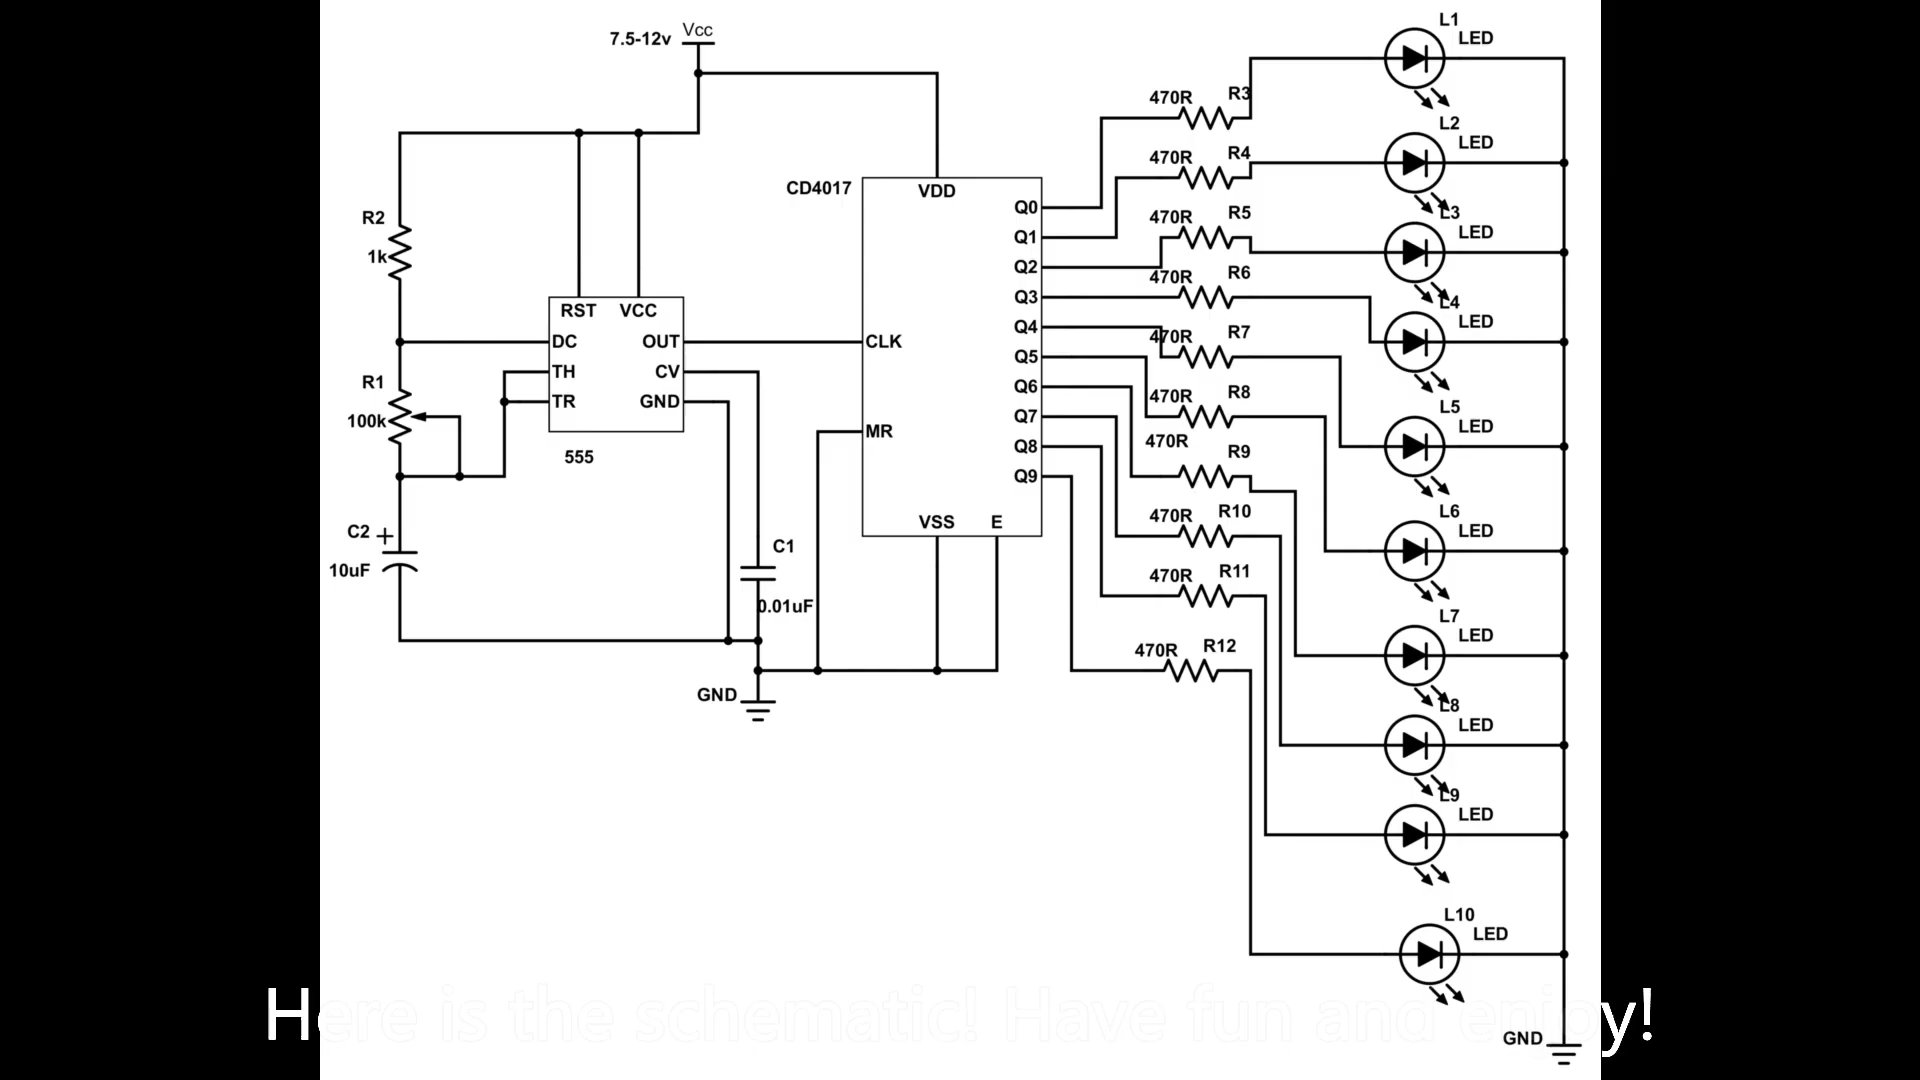 Vcc
7.5-12v
L1
LED
470R R3
L2
LED
470R R4
CD4017
VDD
Q0
R2
1k
470R R5
L3
LED
Q1
Q2
470R R6
Q3
L4
LED
RST VCC
Q4
470R R7
DC OUT
CLK
Q5
TH CV
R1
100k
Q6
470R R8
TR GND
Q7
L5
LED
MR
470R
Q8
R9
555
Q9
VSS E
470R R10
L6
LED
C2 +
10uF
C1
0.01uF
470R R11
L7
LED
470R R12
GND
L8
LED
L9
LED
L10
LED
Here is the schematic! Have fun and enjoy!
GND